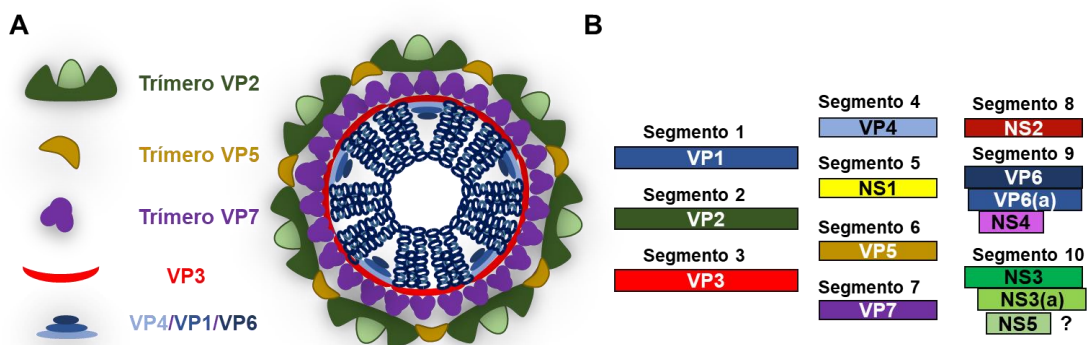 A
Trímero VP2
Trímero VP5
Trímero VP7
VP3
VP4/VP1/VP6
B
Segmento 1
VP1
Segmento 2
VP2
Segmento 3
VP3
Segmento 4
VP4
Segmento 5
NS1
Segmento 6
VP5
Segmento 7
VP7
Segmento 8
NS2
Segmento 9
VP6
VP6(a)
NS4
Segmento 10
NS3
NS3(a)
NS5 ?